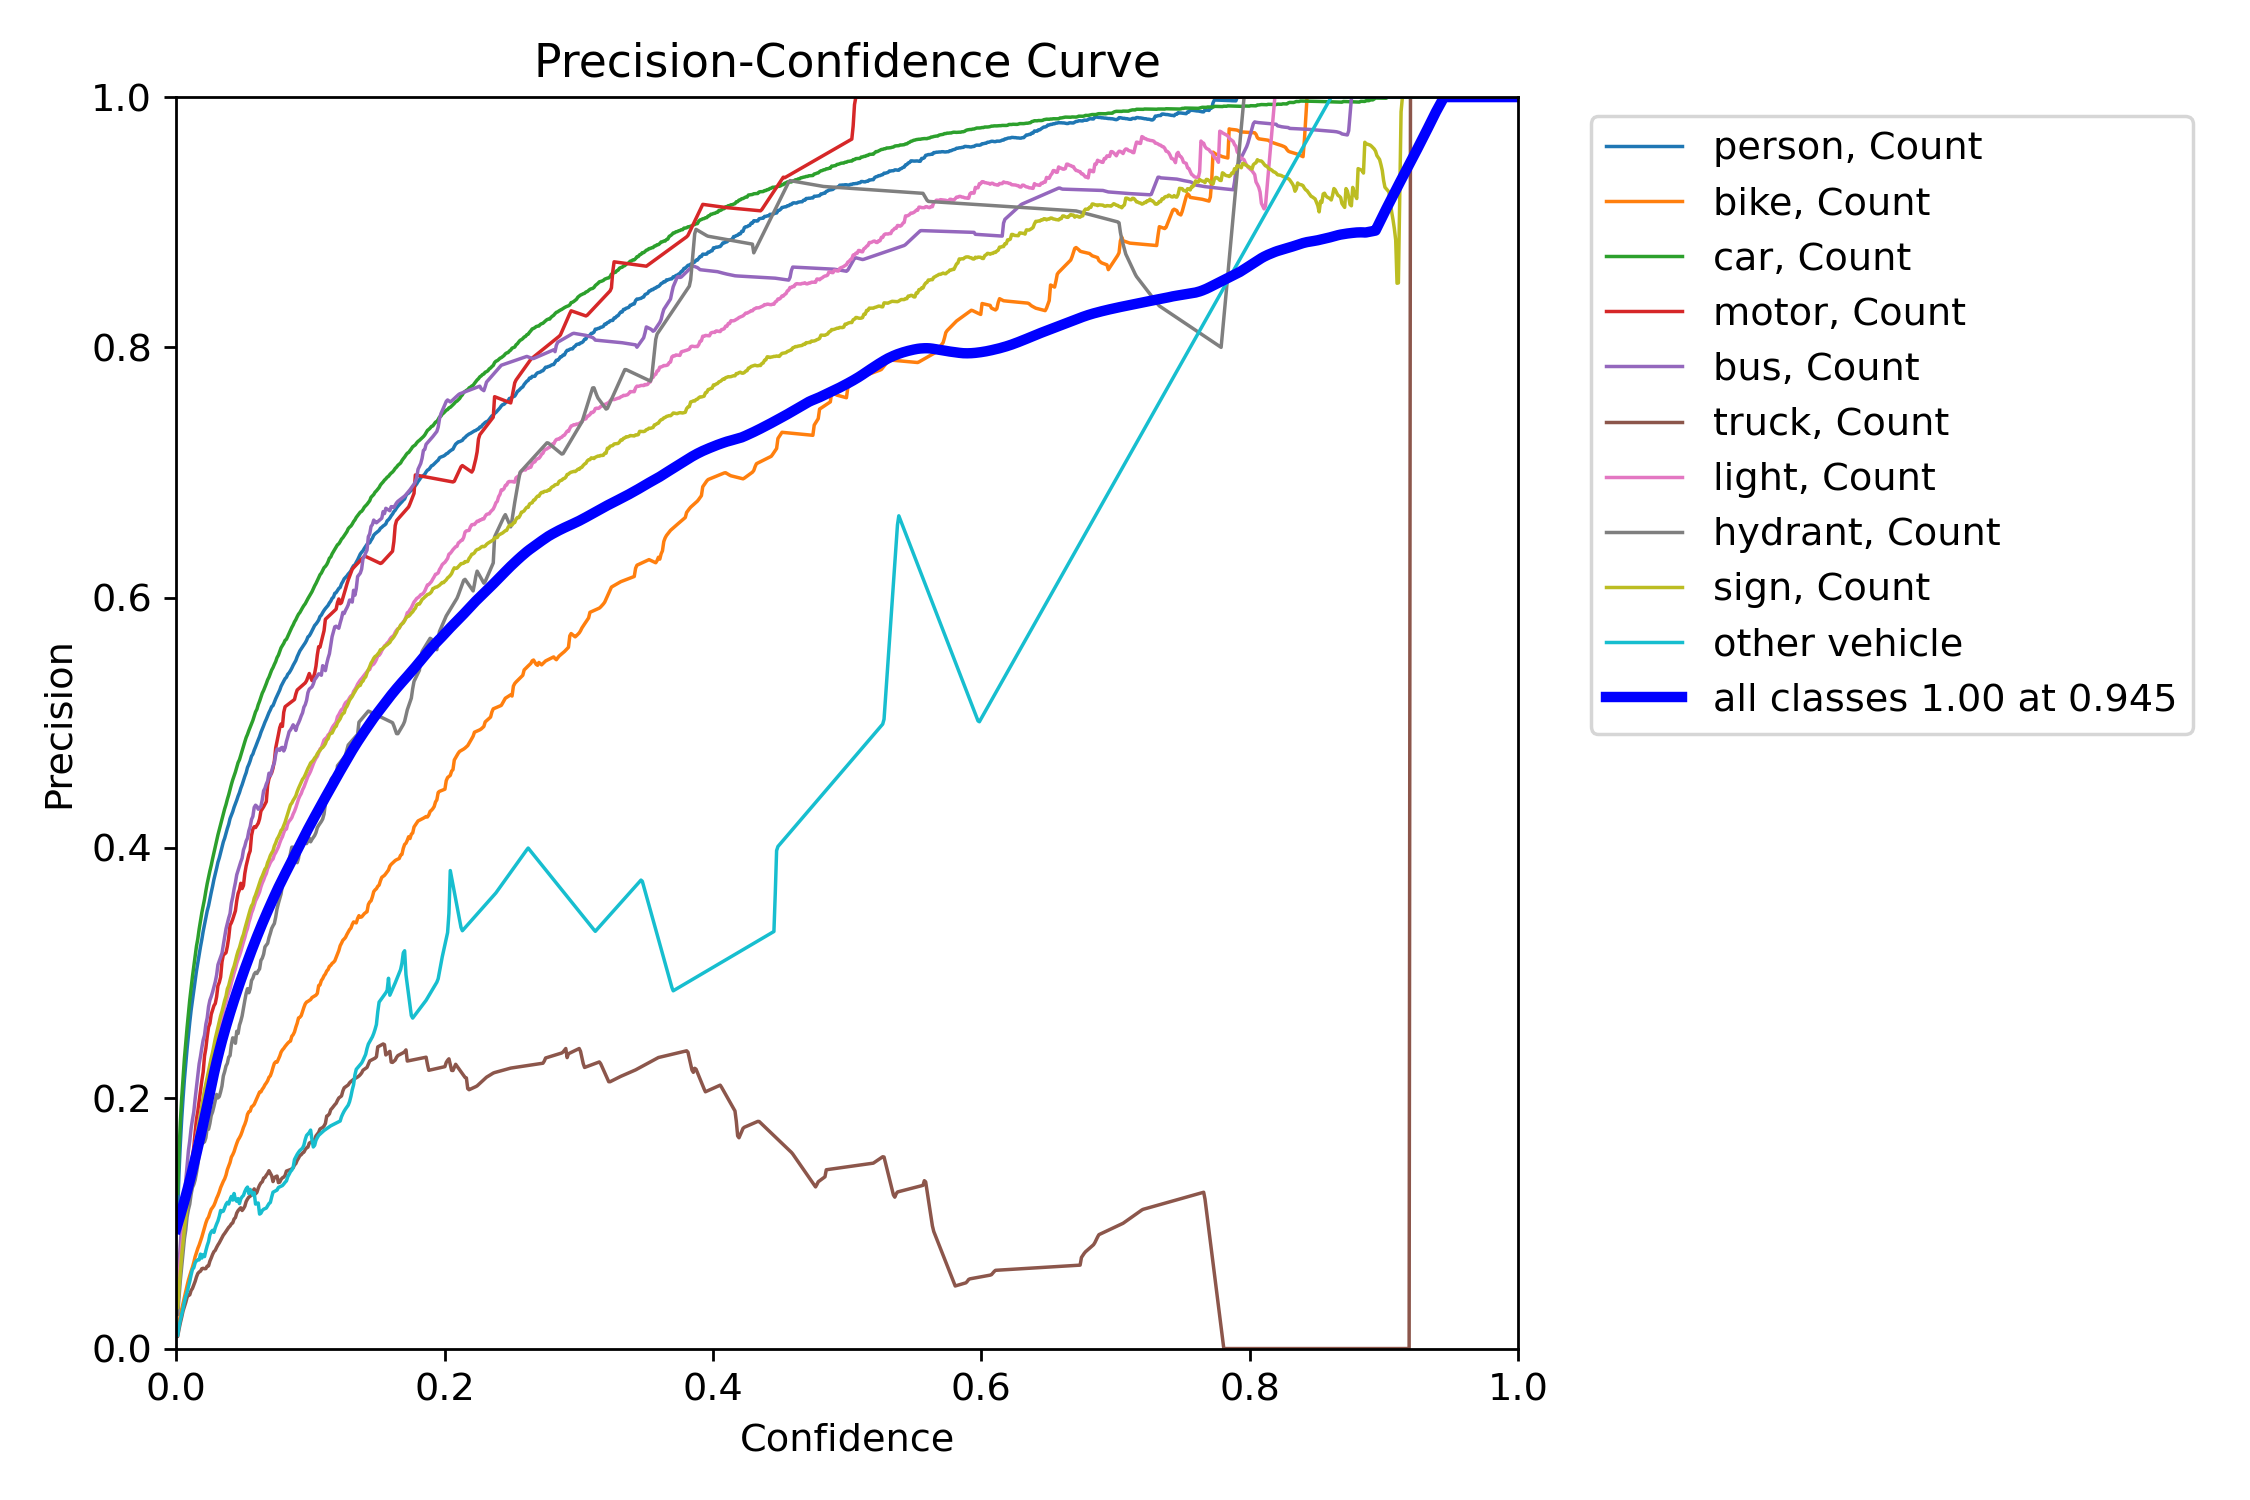 Precision-Confidence Curve
1.0
0.8
0.6
0.4
0.2
0.0
Precision
0.0 0.2 0.4 0.6 0.8 1.0
Confidence
person, Count
bike, Count
car, Count
motor, Count
bus, Count
truck, Count
light, Count
hydrant, Count
sign, Count
other vehicle
all classes 1.00 at 0.945